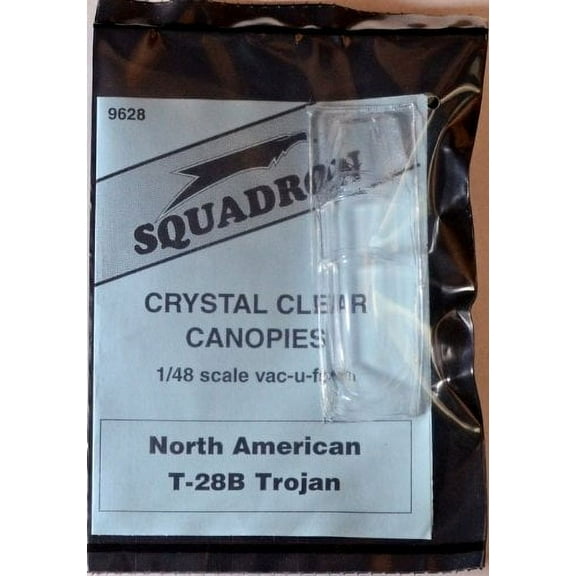 9628
SQUADRON
CRYSTAL CLEAR
CANOPIES
1/48 scale vac-u-form
North American
T-28B Trojan